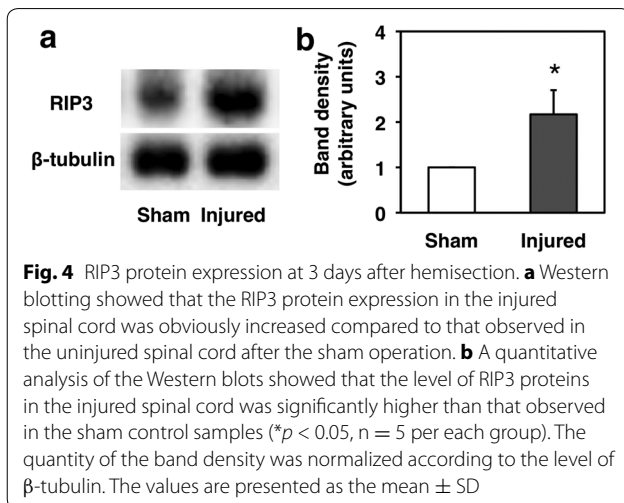 a
RIP3
β-tubulin
Sham Injured
b
Band density
(arbitrary units)
4
3
2
1
0
*
Sham Injured
Fig. 4 RIP3 protein expression at 3 days after hemisection. a Western
blotting showed that the RIP3 protein expression in the injured
spinal cord was obviously increased compared to that observed in
the uninjured spinal cord after the sham operation. b A quantitative
analysis of the Western blots showed that the level of RIP3 proteins
in the injured spinal cord was significantly higher than that observed
in the sham control samples (*p < 0.05, n = 5 per each group). The
quantity of the band density was normalized according to the level of
β-tubulin. The values are presented as the mean ± SD